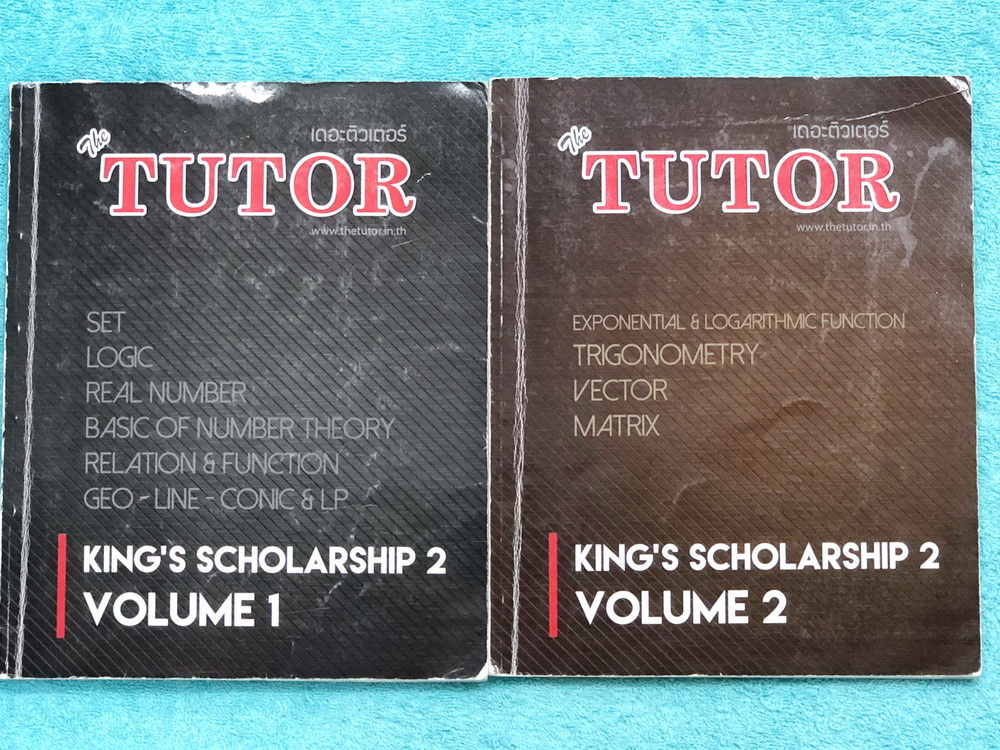 เดอะติวเตอร์
The
TUTOR
www.thetutor.in.th
SET
LOGIC
REAL NUMBER
BASIC OF NUMBER THEORY
RELATION & FUNCTION
GEO - LINE - CONIC & LP
KING'S SCHOLARSHIP 2
VOLUME 1
เดอะติวเตอร์
The
TUTOR
www.thetutor.in.th
EXPONENTIAL & LOGARITHMIC FUNCTION
TRIGONOMETRY
VECTOR
MATRIX
KING'S SCHOLARSHIP 2
VOLUME 2